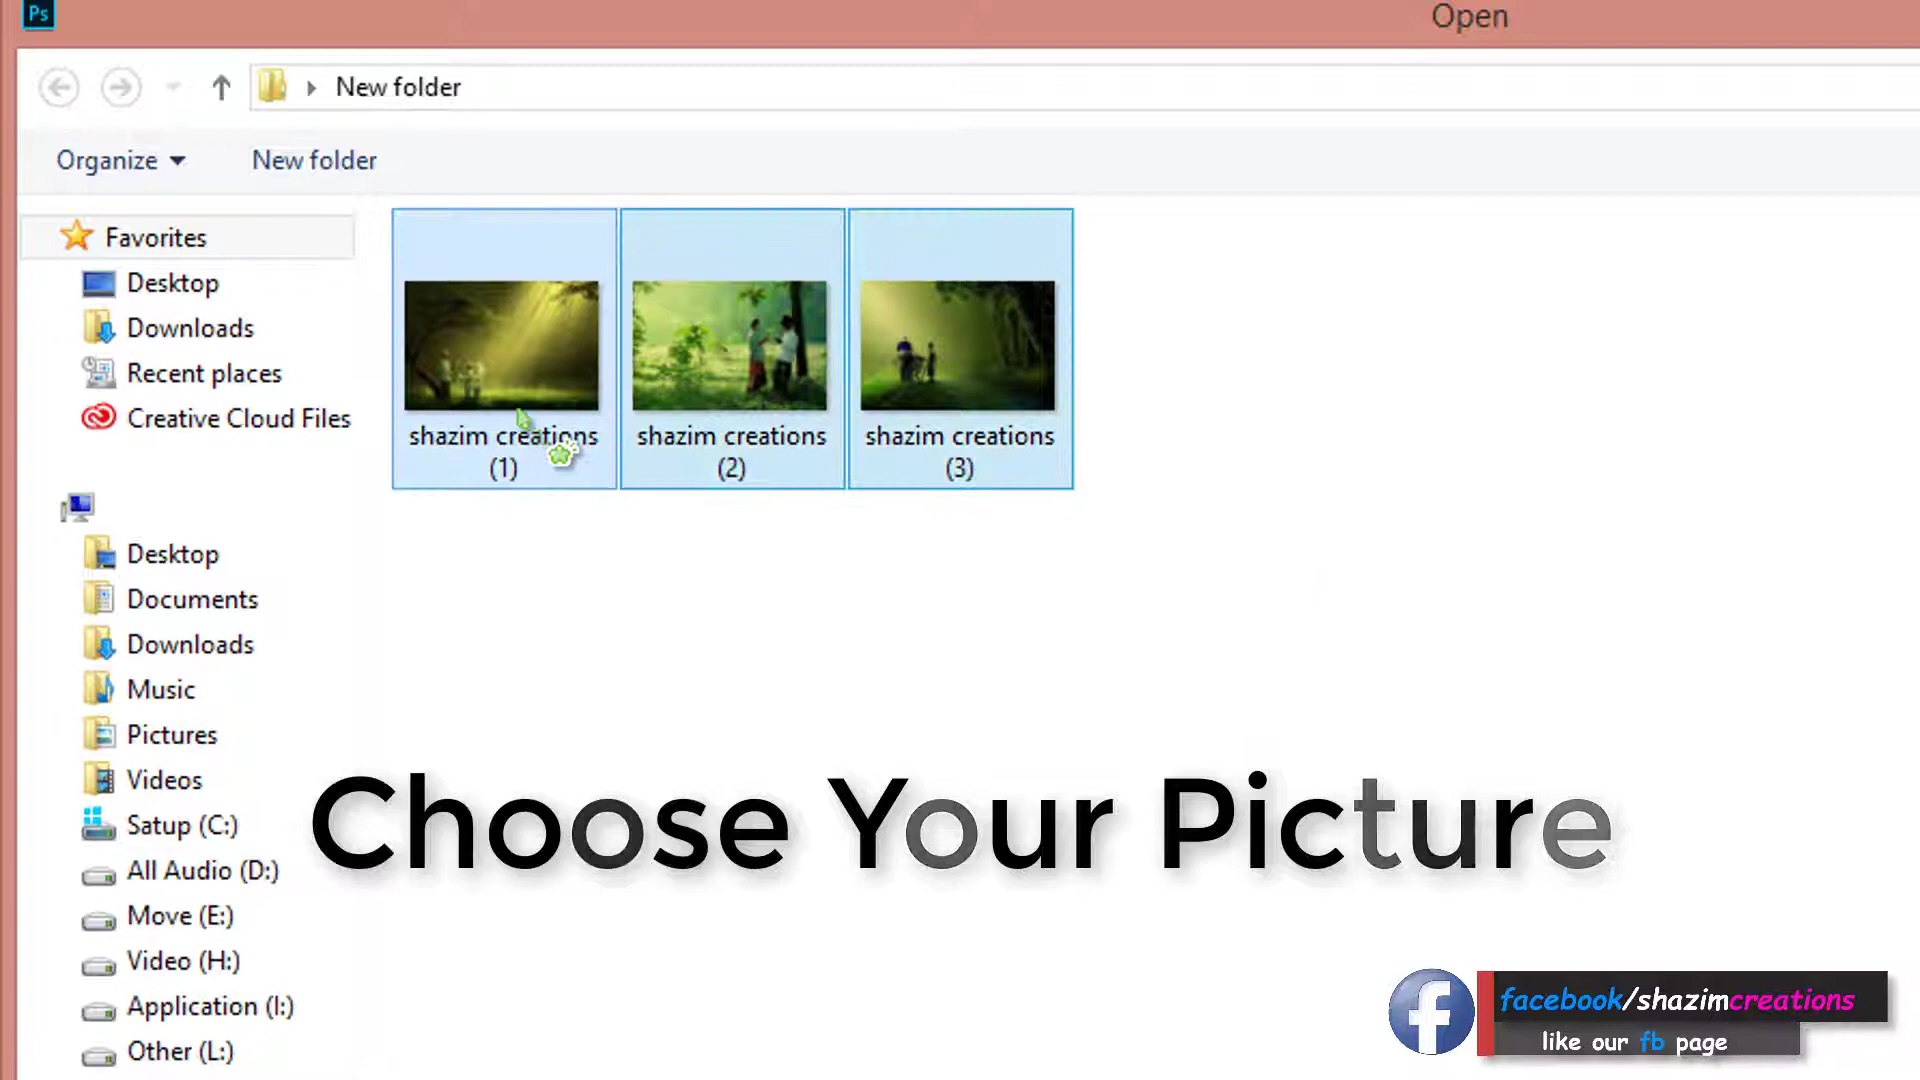 Ps
Open
New folder
Organize
New folder
Favorites
Desktop
Downloads
Recent places
Creative Cloud Files
shazim creations
(1)
shazim creations
(2)
shazim creations
(3)
Desktop
Documents
Downloads
Music
Pictures
Videos
Satup (C:)
All Audio (D:)
Move (E:)
Video (H:)
Application (I:)
Other (L:)
Choose Your Picture
f
facebook/shazimcreations
like our fb page